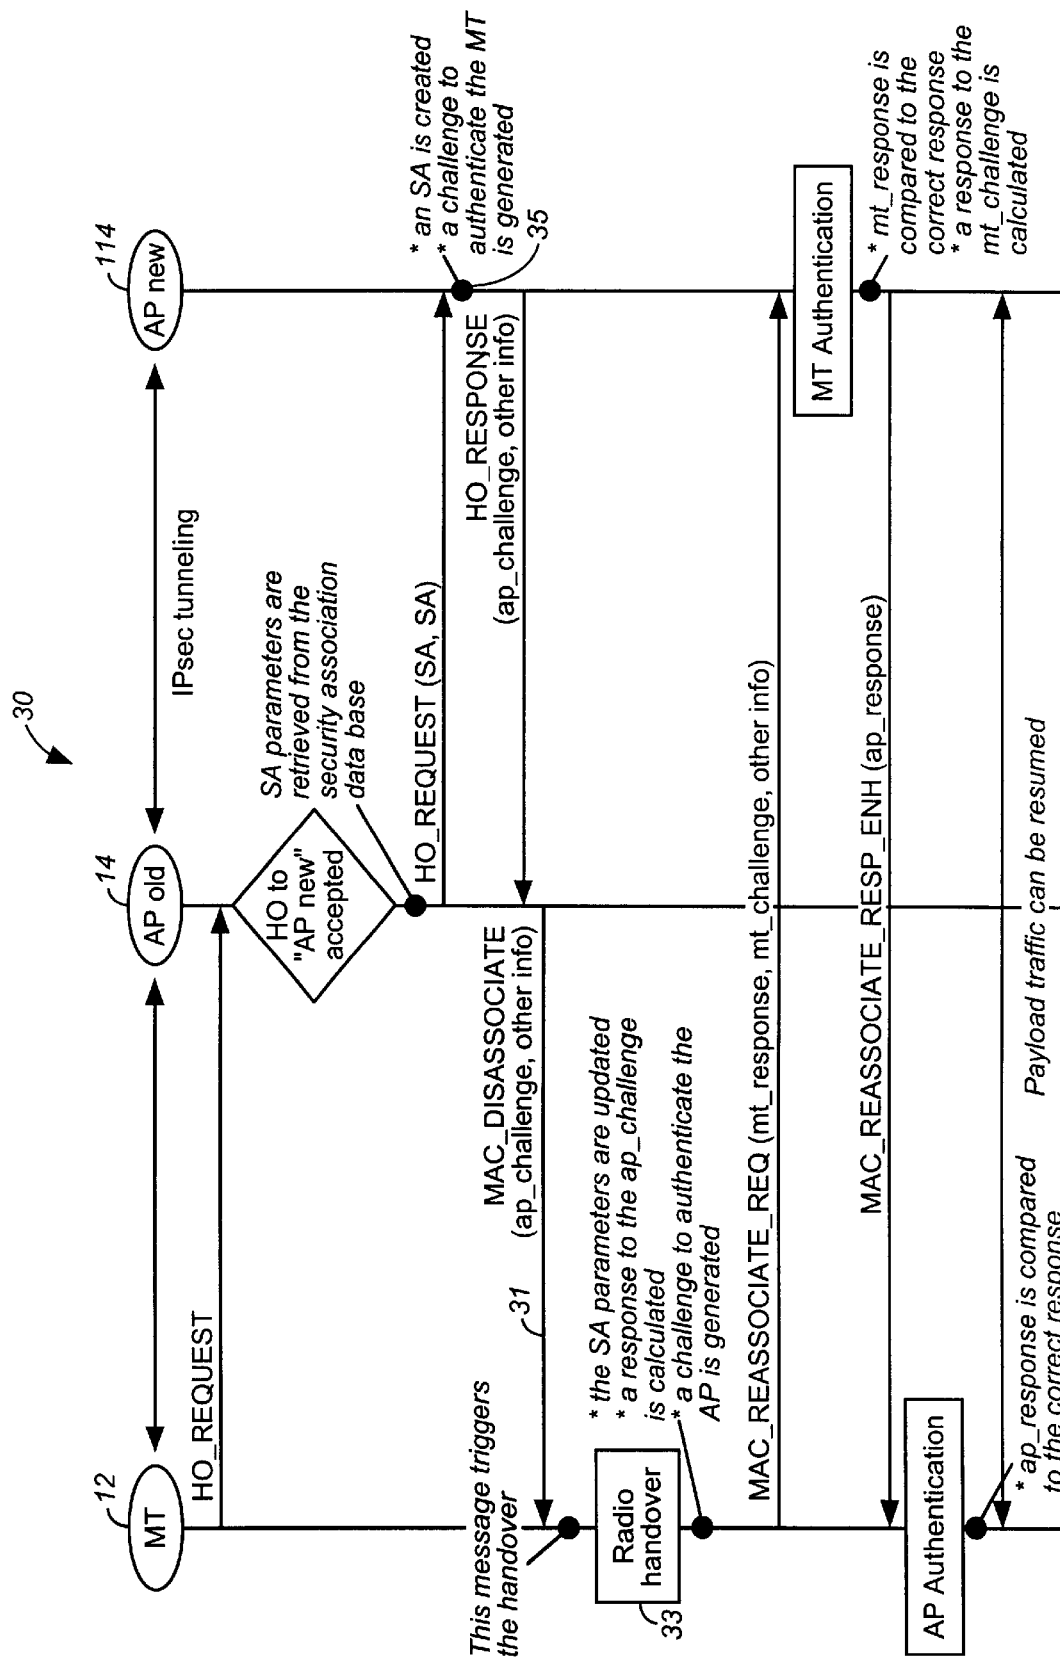 30
12
MT
14
AP old
114
AP new
IPsec tunneling
HO_REQUEST
HO to
"AP new"
accepted
SA parameters are
retrieved from the
security association
data base
HO_REQUEST (SA, SA)
* an SA is created
* a challenge to
authenticate the MT
is generated
35
HO_RESPONSE
(ap_challenge, other info)
MAC_DISASSOCIATE
(ap_challenge, other info)
31
This message triggers
the handover
Radio
handover
33
* the SA parameters are updated
* a response to the ap_challenge
is calculated
* a challenge to authenticate the
AP is generated
MAC_REASSOCIATE_REQ (mt_response, mt_challenge, other info)
MT Authentication
* mt_response is
compared to the
correct response
* a response to the
mt_challenge is
calculated
MAC_REASSOCIATE_RESP_ENH (ap_response)
AP Authentication
* ap_response is compared
to the correct response
Payload traffic can be resumed